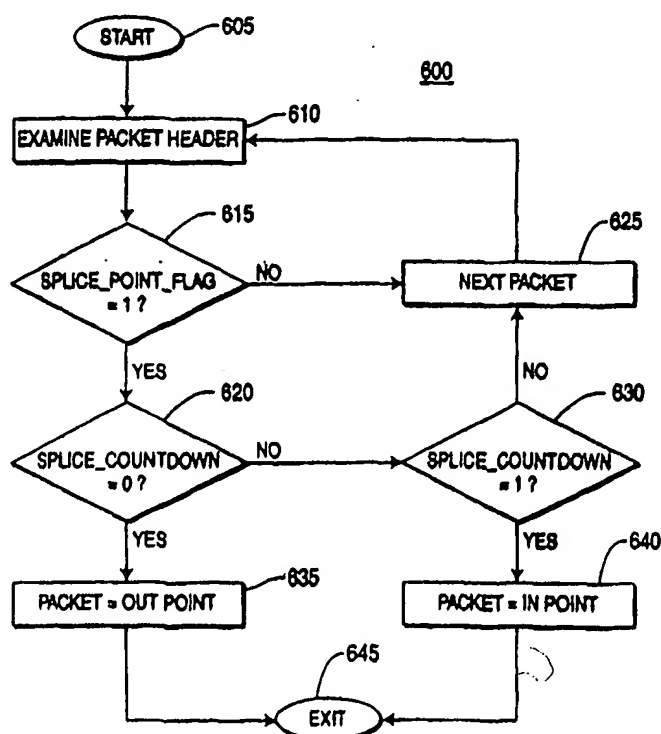 START
605
600
610
EXAMINE PACKET HEADER
615
SPLICE_POINT_FLAG
= 1 ?
NO
625
NEXT PACKET
YES
NO
620
630
SPLICE_COUNTDOWN
= 0 ?
NO
SPLICE_COUNTDOWN
= 1 ?
YES
YES
635
640
PACKET = OUT POINT
PACKET = IN POINT
645
EXIT